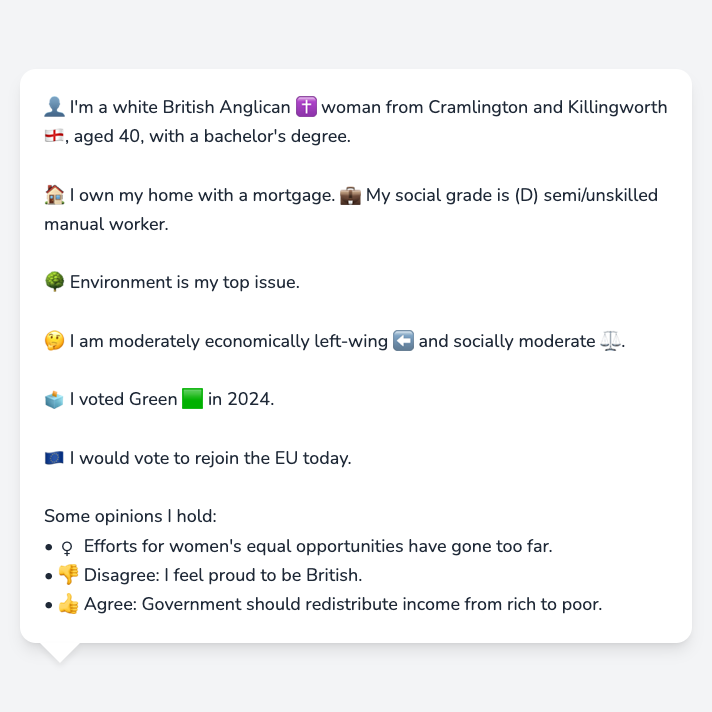 👤 I'm a white British Anglican ✝️ woman from Cramlington and Killingworth
🏴󠁧󠁢󠁥󠁮󠁧󠁿, aged 40, with a bachelor's degree.
🏠 I own my home with a mortgage. 💼 My social grade is (D) semi/unskilled
manual worker.
🌳 Environment is my top issue.
🤔 I am moderately economically left-wing ⬅️ and socially moderate ⚖️.
🗳️ I voted Green 🟩 in 2024.
🇪🇺 I would vote to rejoin the EU today.
Some opinions I hold:
• ♀ Efforts for women's equal opportunities have gone too far.
• 👎 Disagree: I feel proud to be British.
• 👍 Agree: Government should redistribute income from rich to poor.